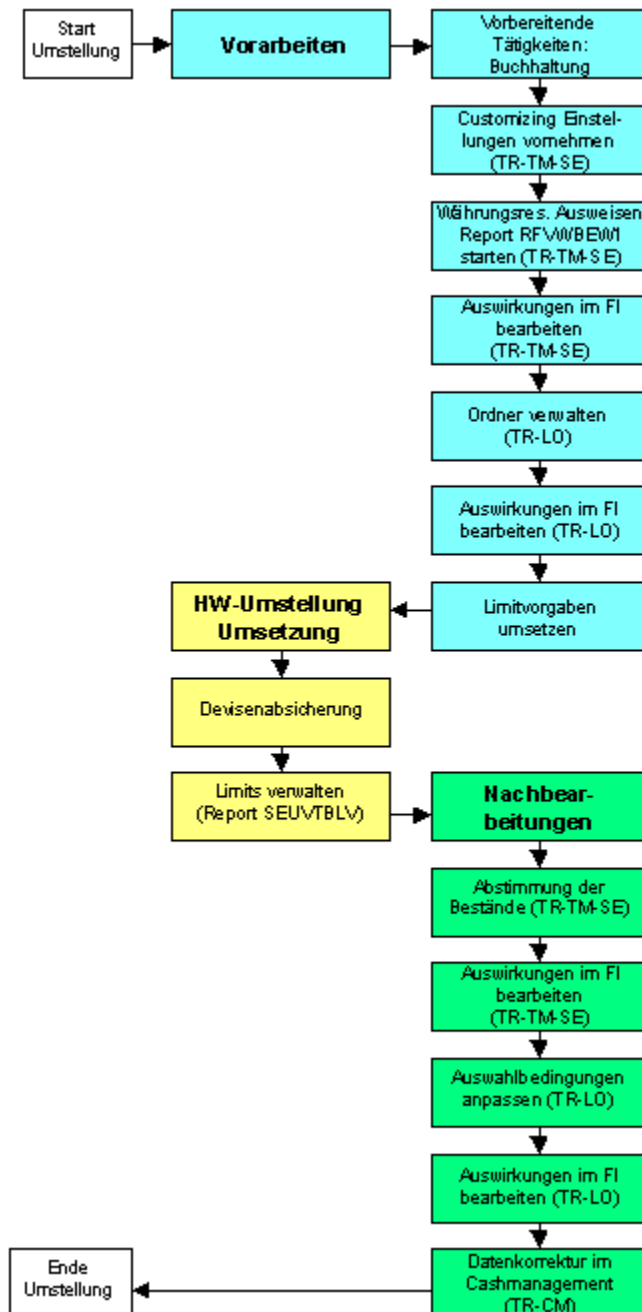 Start
Umstellung
Vorarbeiten
Vorbereitende
Tätigkeiten:
Buchhaltung
Customizing Einstel-
lungen vornehmen
(TR-TM-SE)
Währungsres. Ausweisen
Report RFVWBEW1
starten (TR-TM-SE)
Auswirkungen im FI
bearbeiten
(TR-TM-SE)
Ordner verwalten
(TR-LO)
Auswirkungen im FI
bearbeiten (TR-LO)
Limitvorgaben
umsetzen
HW-Umstellung
Umsetzung
Devisenabsicherung
Limits verwalten
(Report SEUVTBLV)
Nachbear-
beitungen
Abstimmung der
Bestände (TR-TM-SE)
Auswirkungen im FI
bearbeiten
(TR-TM-SE)
Auswahlbedingungen
anpassen (TR-LO)
Auswirkungen im FI
bearbeiten (TR-LO)
Datenkorrektur im
Cashmanagement
(TR-CM)
Ende
Umstellung